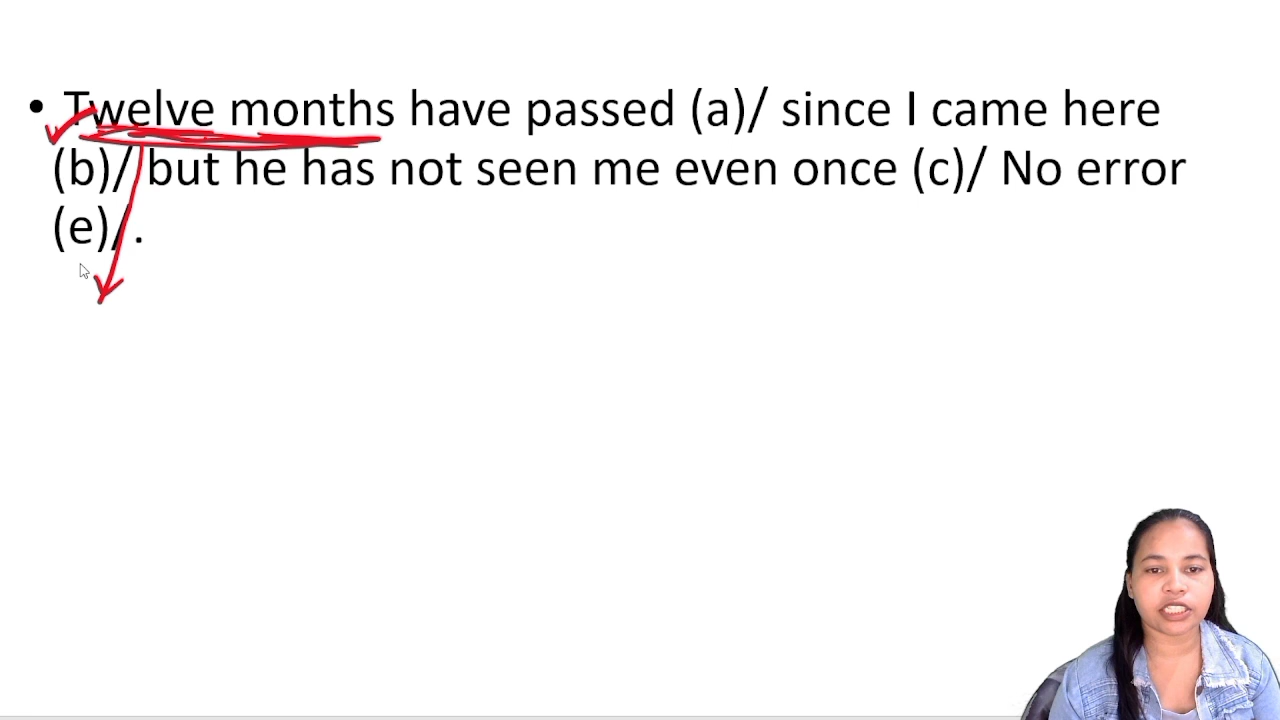 • Twelve months have passed (a)/ since I came here
(b)/ but he has not seen me even once (c)/ No error
(e)/.